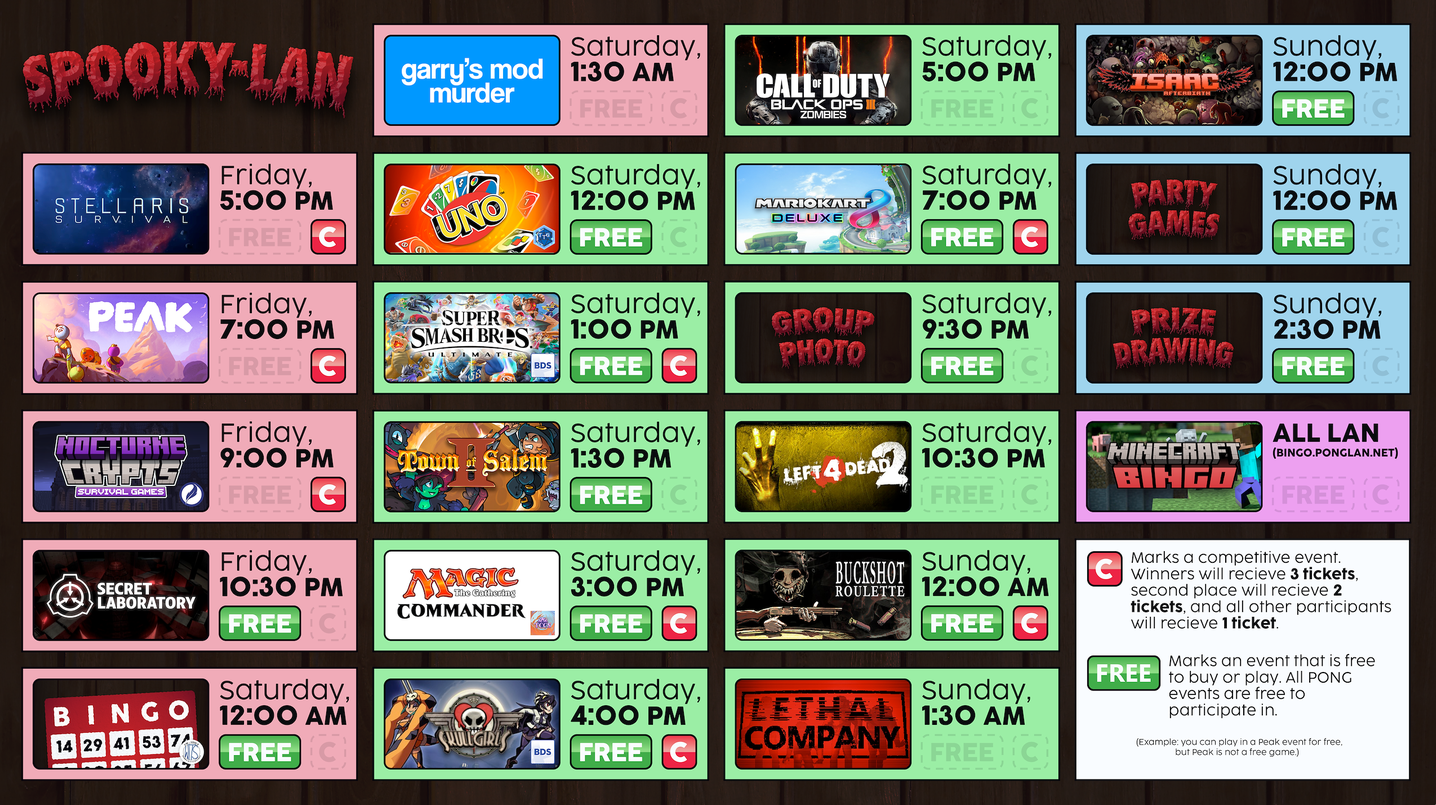 SPOOKY-LAN
STELLARIS
SURVIVAL
Friday,
5:00 PM
FREE C
PEAK
Friday,
7:00 PM
FREE C
NOCTURNE
CRYPTS
SURVIVAL GAMES
Friday,
9:00 PM
FREE C
SECRET
LABORATORY
Friday,
10:30 PM
FREE C
BINGO
14 29 41 53 74
Saturday,
12:00 AM
FREE C
garry's mod
murder
Saturday,
1:30 AM
FREE C
UNO
Saturday,
12:00 PM
FREE C
SUPER
SMASH BROS.
ULTIMATE
BDS
Saturday,
1:00 PM
FREE C
Town of Salem
II
Saturday,
1:30 PM
FREE C
MAGIC
The Gathering
COMMANDER
Saturday,
3:00 PM
FREE C
SKULLGIRLS
BDS
Saturday,
4:00 PM
FREE C
CALL OF DUTY
BLACK OPS III
ZOMBIES
Saturday,
5:00 PM
FREE C
MARIOKART 8
DELUXE
Saturday,
7:00 PM
FREE C
GROUP
PHOTO
Saturday,
9:30 PM
FREE C
LEFT 4 DEAD 2
Saturday,
10:30 PM
FREE C
BUCKSHOT
ROULETTE
Sunday,
12:00 AM
FREE C
LETHAL
COMPANY
Sunday,
1:30 AM
FREE C
ISAAC
AFTERBIRTH
Sunday,
12:00 PM
FREE C
PARTY
GAMES
Sunday,
12:00 PM
FREE C
PRIZE
DRAWING
Sunday,
2:30 PM
FREE C
MINECRAFT
BINGO
ALL LAN
(BINGO.PONGLAN.NET)
FREE C
C
Marks a competitive event.
Winners will recieve 3 tickets,
second place will recieve 2
tickets, and all other participants
will recieve 1 ticket.
FREE
Marks an event that is free
to buy or play. All PONG
events are free to
participate in.
(Example: you can play in a Peak event for free,
but Peak is not a free game.)